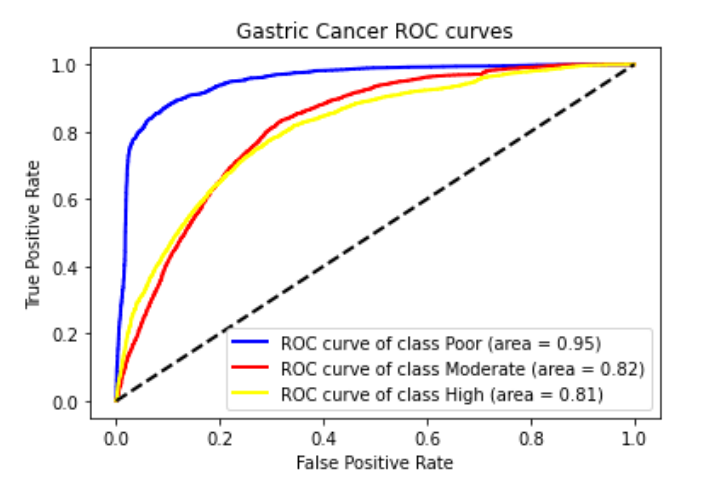 Gastric Cancer ROC curves
True Positive Rate
1.0
0.8
0.6
0.4
0.2
0.0
ROC curve of class Poor (area = 0.95)
ROC curve of class Moderate (area = 0.82)
ROC curve of class High (area = 0.81)
0.0 0.2 0.4 0.6 0.8 1.0
False Positive Rate